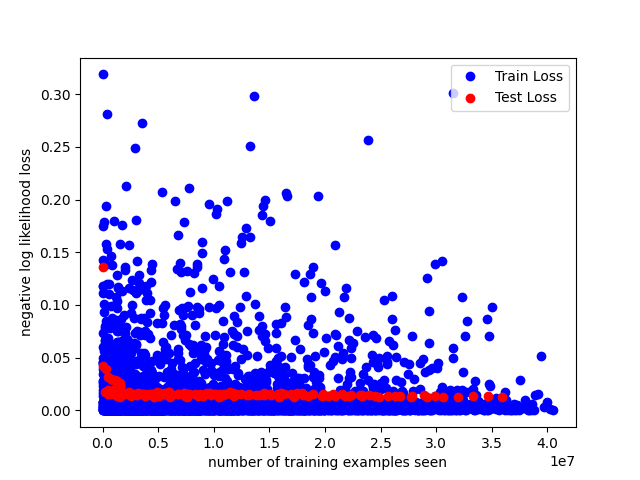 Train Loss
Test Loss
negative log likelihood loss
0.30
0.25
0.20
0.15
0.10
0.05
0.00
0.0 0.5 1.0 1.5 2.0 2.5 3.0 3.5 4.0
number of training examples seen
1e7